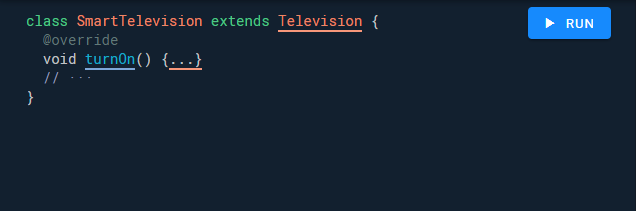 class SmartTelevision extends Television {
RUN
@override
void turnOn() {...}
// ···
}